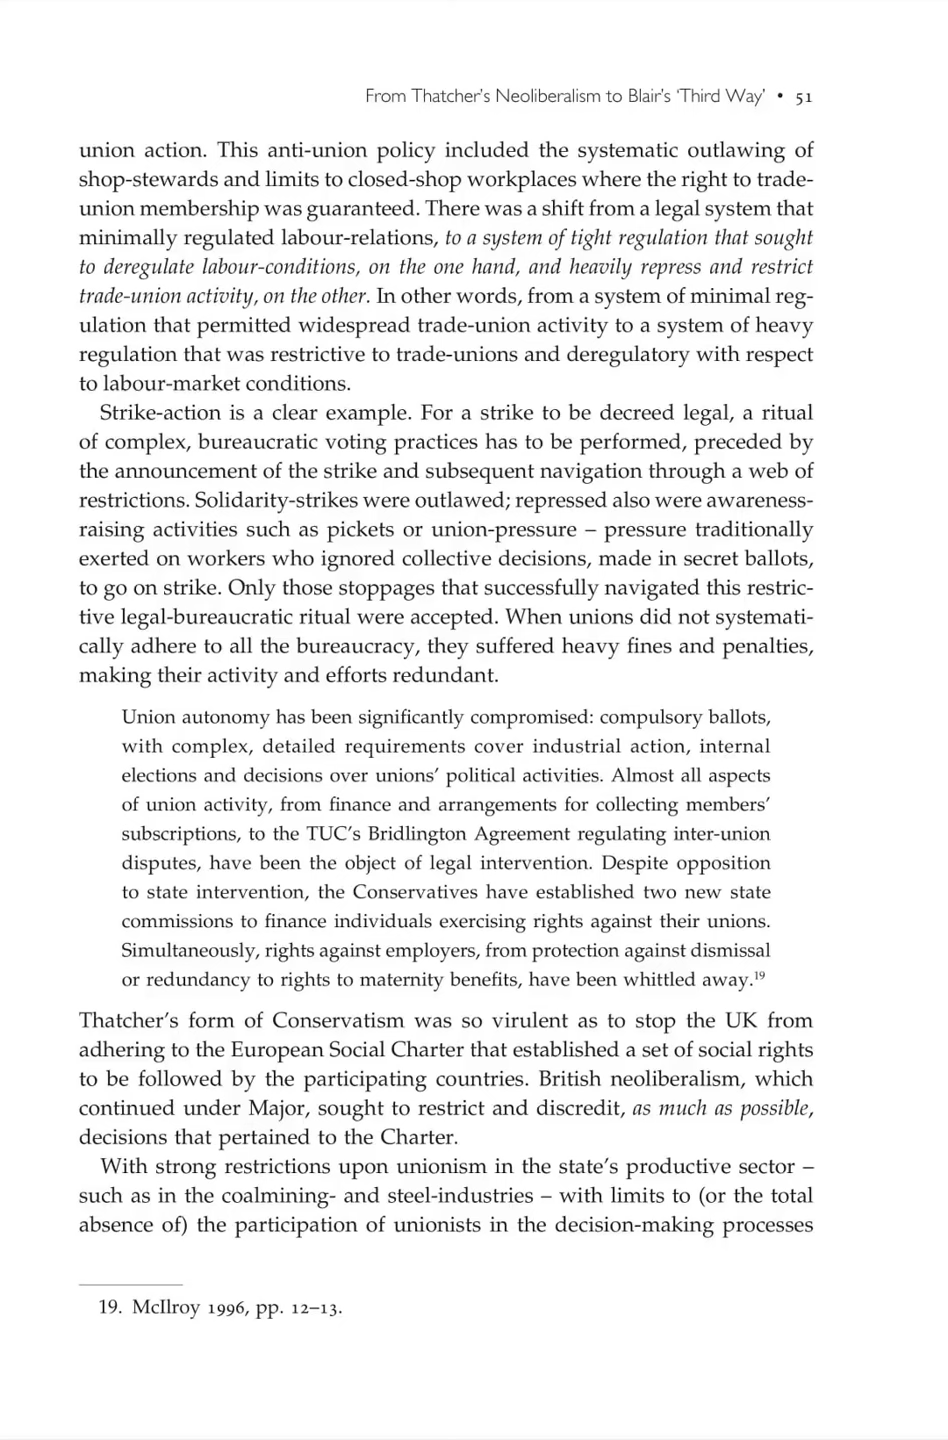 From Thatcher’s Neoliberalism to Blair’s ‘Third Way’ • 51
union action. This anti-union policy included the systematic outlawing of
shop-stewards and limits to closed-shop workplaces where the right to trade-
union membership was guaranteed. There was a shift from a legal system that
minimally regulated labour-relations, to a system of tight regulation that sought
to deregulate labour-conditions, on the one hand, and heavily repress and restrict
trade-union activity, on the other. In other words, from a system of minimal reg-
ulation that permitted widespread trade-union activity to a system of heavy
regulation that was restrictive to trade-unions and deregulatory with respect
to labour-market conditions.
Strike-action is a clear example. For a strike to be decreed legal, a ritual
of complex, bureaucratic voting practices has to be performed, preceded by
the announcement of the strike and subsequent navigation through a web of
restrictions. Solidarity-strikes were outlawed; repressed also were awareness-
raising activities such as pickets or union-pressure – pressure traditionally
exerted on workers who ignored collective decisions, made in secret ballots,
to go on strike. Only those stoppages that successfully navigated this restric-
tive legal-bureaucratic ritual were accepted. When unions did not systemati-
cally adhere to all the bureaucracy, they suffered heavy fines and penalties,
making their activity and efforts redundant.
Union autonomy has been significantly compromised: compulsory ballots,
with complex, detailed requirements cover industrial action, internal
elections and decisions over unions’ political activities. Almost all aspects
of union activity, from finance and arrangements for collecting members’
subscriptions, to the TUC’s Bridlington Agreement regulating inter-union
disputes, have been the object of legal intervention. Despite opposition
to state intervention, the Conservatives have established two new state
commissions to finance individuals exercising rights against their unions.
Simultaneously, rights against employers, from protection against dismissal
or redundancy to rights to maternity benefits, have been whittled away.19
Thatcher’s form of Conservatism was so virulent as to stop the UK from
adhering to the European Social Charter that established a set of social rights
to be followed by the participating countries. British neoliberalism, which
continued under Major, sought to restrict and discredit, as much as possible,
decisions that pertained to the Charter.
With strong restrictions upon unionism in the state’s productive sector –
such as in the coalmining- and steel-industries – with limits to (or the total
absence of) the participation of unionists in the decision-making processes
19. McIlroy 1996, pp. 12–13.